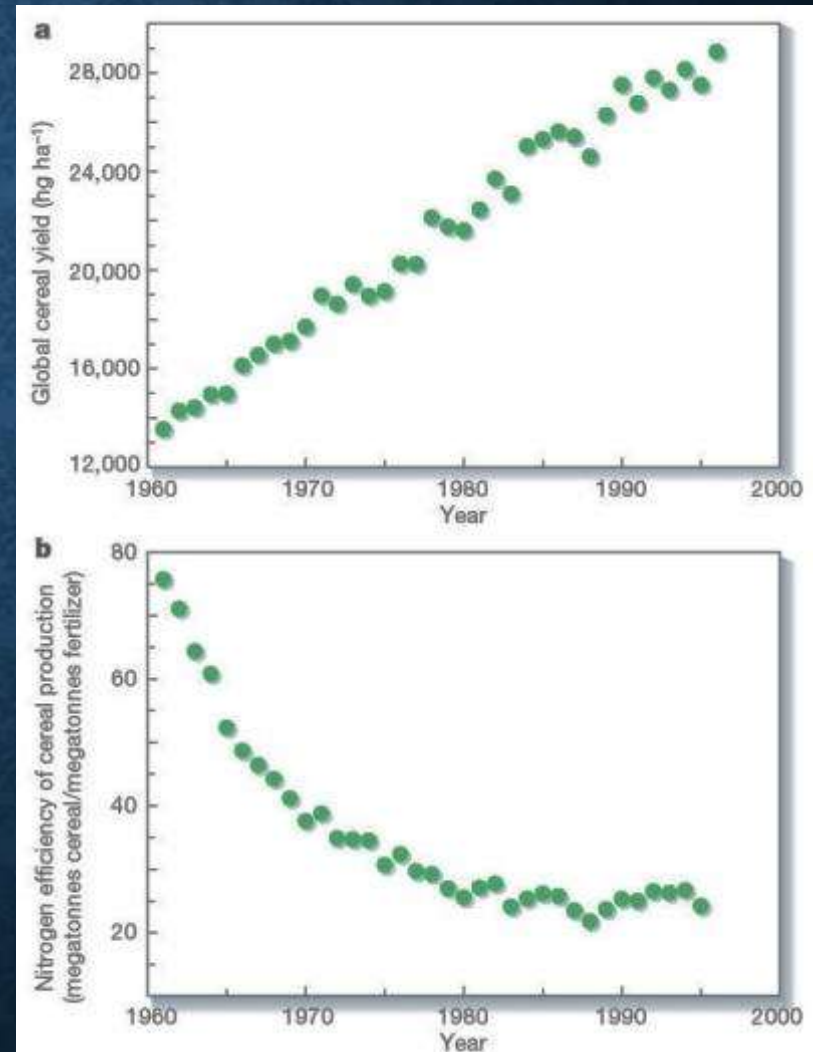 a
Global cereal yield (hg ha⁻¹)
28,000
24,000
20,000
16,000
12,000
1960 1970 1980 1990 2000
Year
b
Nitrogen efficiency of cereal production
(megatonnes cereal/megatonnes fertilizer)
80
60
40
20
1960 1970 1980 1990 2000
Year